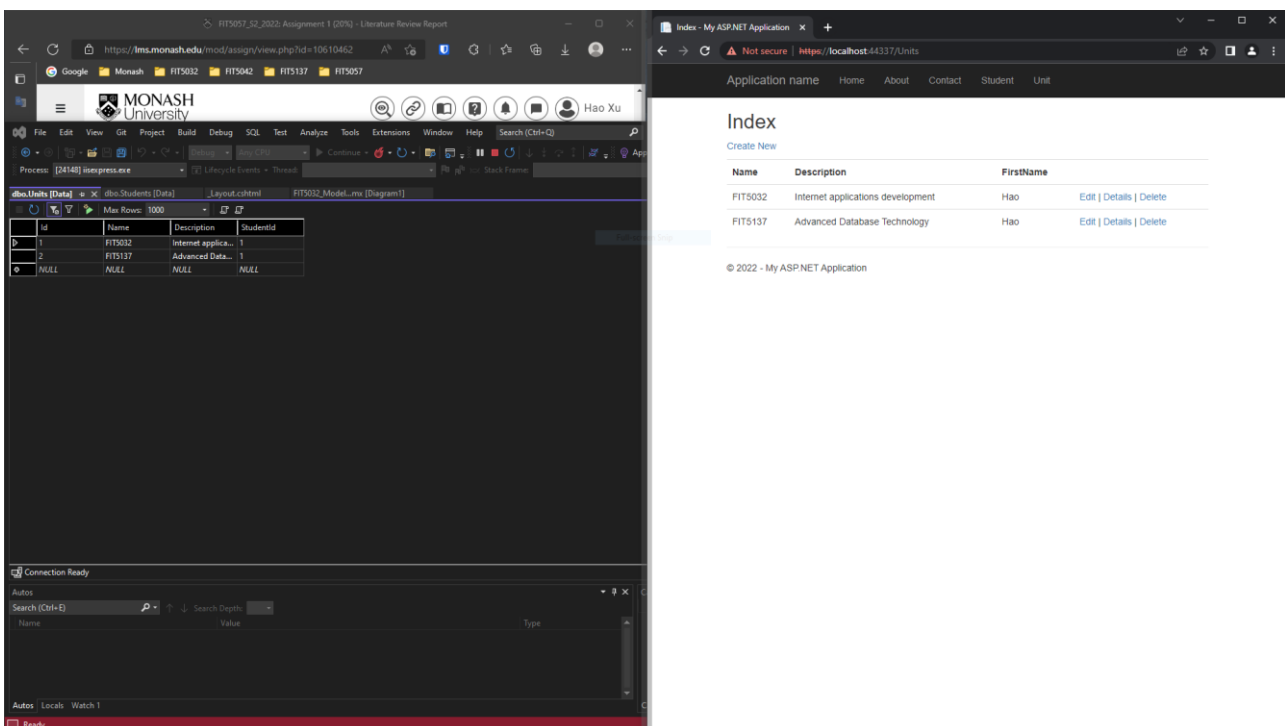 FIT5057_S2_2022: Assignment 1 (20%) - Literature Review Report
https://lms.monash.edu/mod/assign/view.php?id=10610462
Google Monash FIT5032 FIT5042 FIT5137 FIT5057
MONASH
University
Hao Xu
File Edit View Git Project Build Debug SQL Test Analyze Tools Extensions Window Help Search (Ctrl+Q)
Debug Any CPU Continue App
Process: [24148] iisexpress.exe Lifecycle Events Thread: Stack Frame:
dbo.Units [Data] dbo.Students [Data] _Layout.cshtml FIT5032_Model...mx [Diagram1]
Max Rows: 1000
Id Name Description StudentId
1 FIT5032 Internet applica... 1
2 FIT5137 Advanced Data... 1
NULL NULL NULL NULL
Connection Ready
Autos
Search (Ctrl+E) Search Depth:
Name Value Type
Autos Locals Watch 1
Ready
Index - My ASP.NET Application
Not secure | https://localhost:44337/Units
Application name Home About Contact Student Unit
Index
Create New
Name Description FirstName
FIT5032 Internet applications development Hao Edit | Details | Delete
FIT5137 Advanced Database Technology Hao Edit | Details | Delete
© 2022 - My ASP.NET Application